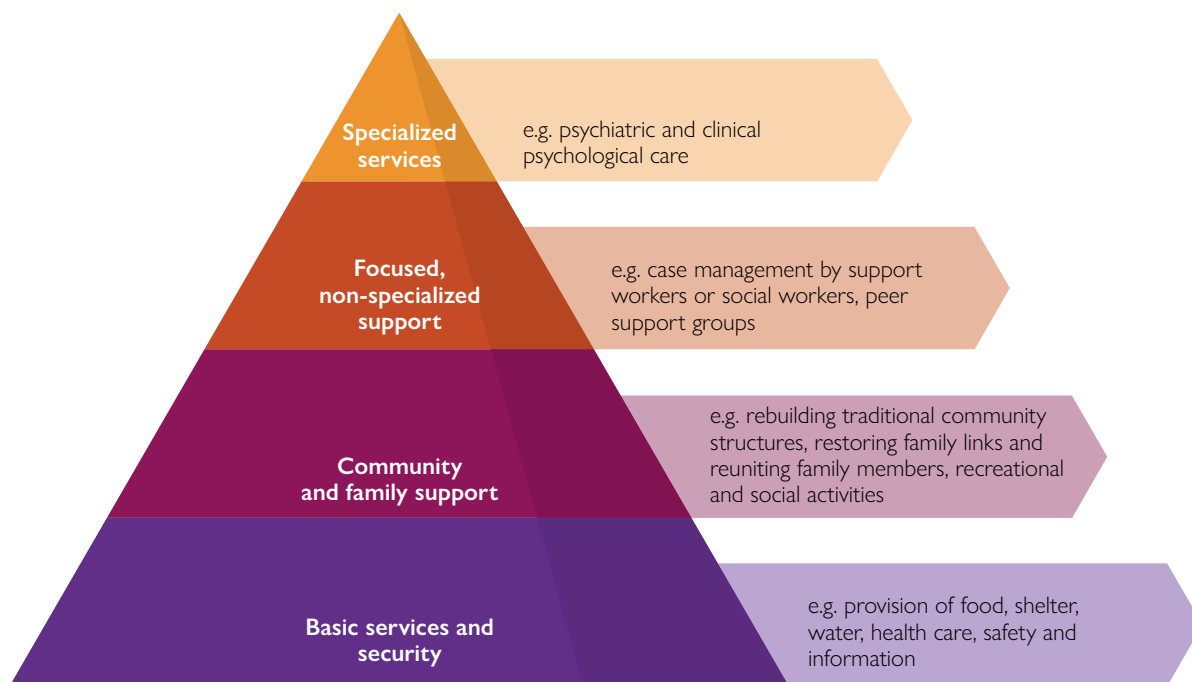 Specialized
services
e.g. psychiatric and clinical
psychological care
Focused,
non-specialized
support
e.g. case management by support
workers or social workers, peer
support groups
Community
and family support
e.g. rebuilding traditional community
structures, restoring family links and
reuniting family members, recreational
and social activities
Basic services and
security
e.g. provision of food, shelter,
water, health care, safety and
information